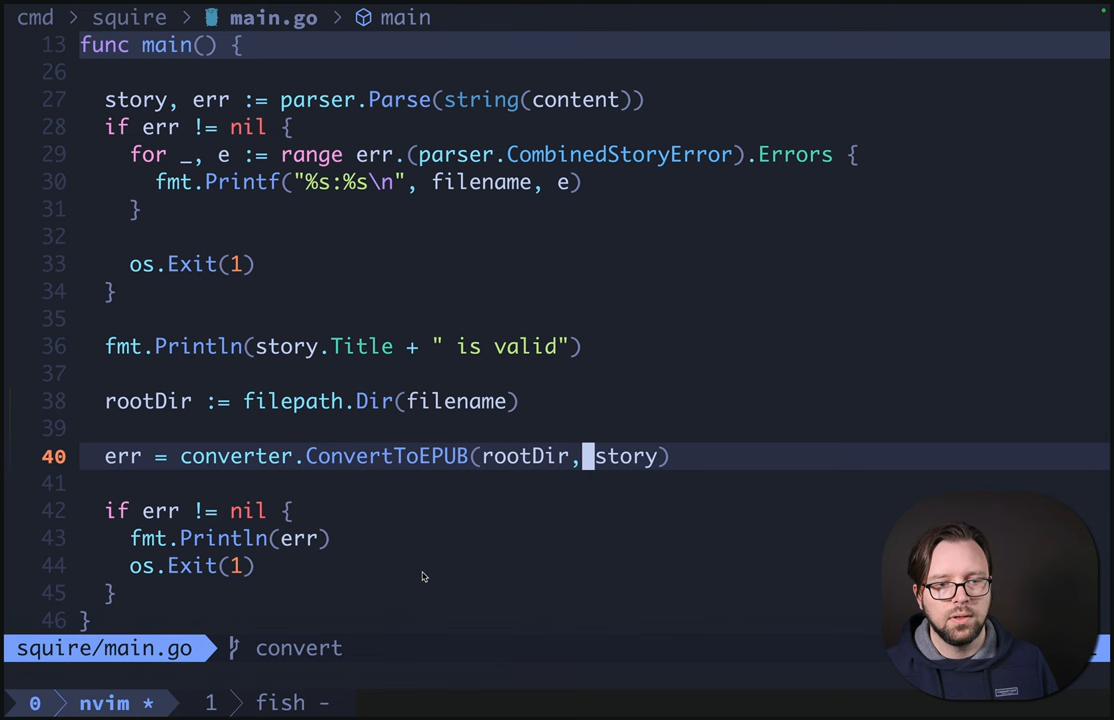 cmd > squire > main.go > main
13 func main() {
26
27 story, err := parser.Parse(string(content))
28 if err != nil {
29 for _, e := range err.(parser.CombinedStoryError).Errors {
30 fmt.Printf("%s:%s\n", filename, e)
31 }
32
33 os.Exit(1)
34 }
35
36 fmt.Println(story.Title + " is valid")
37
38 rootDir := filepath.Dir(filename)
39
40 err = converter.ConvertToEPUB(rootDir, story)
41
42 if err != nil {
43 fmt.Println(err)
44 os.Exit(1)
45 }
46 }
squire/main.go convert
0 nvim * 1 fish -